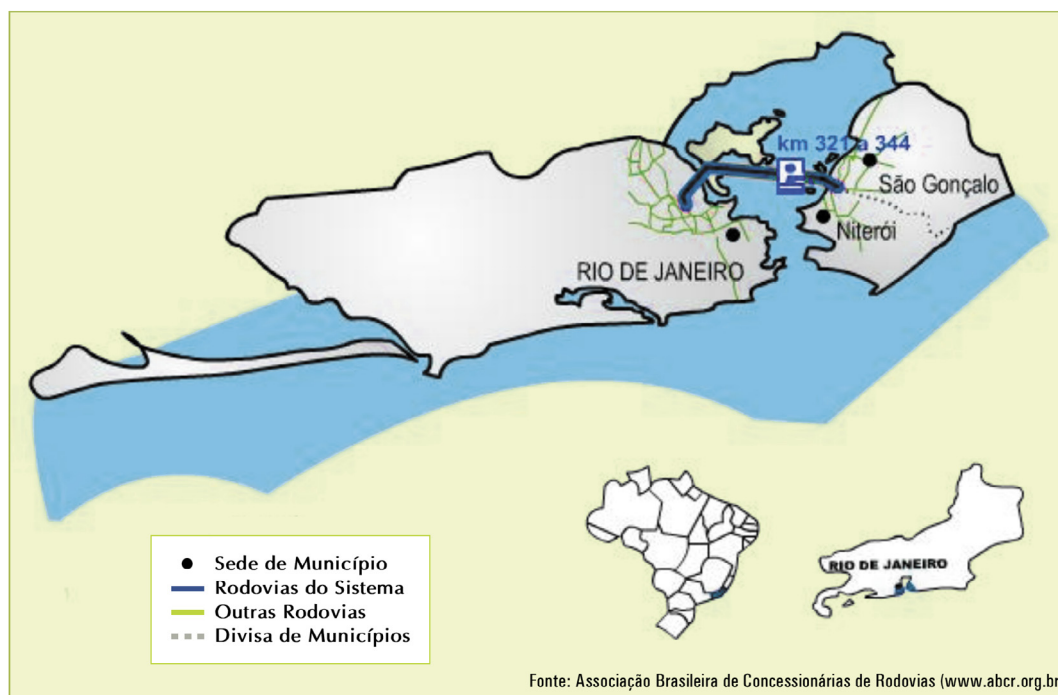 km 321 a 344
São Gonçalo
Niterói
RIO DE JANEIRO
RIO DE JANEIRO
Sede de Município
Rodovias do Sistema
Outras Rodovias
Divisa de Municípios
Fonte: Associação Brasileira de Concessionárias de Rodovias (www.abcr.org.br